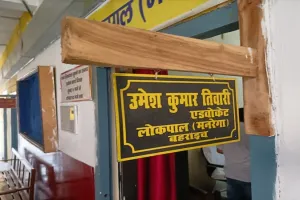 उमेश कुमार तिवारी
एडवोकेट
लोकपाल (मनरेगा)
बहराइच